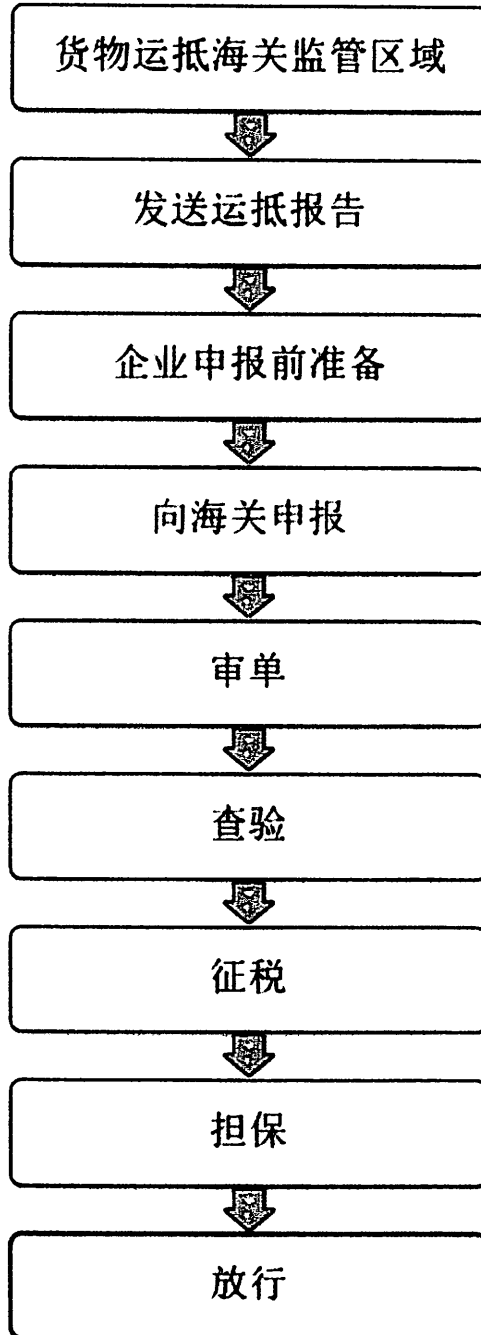 货物运抵海关监管区域
发送运抵报告
企业申报前准备
向海关申报
审单
查验
征税
担保
放行